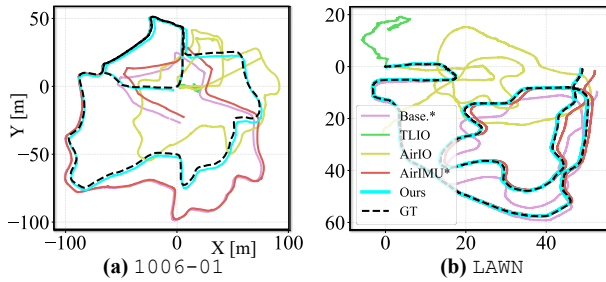 50
0
−50
−100
Y [m]
−100
0
100
X [m]
(a) 1006-01
20
0
20
40
60
Base.*
TLIO
AirIO
AirIMU*
Ours
GT
0
20
40
(b) LAWN